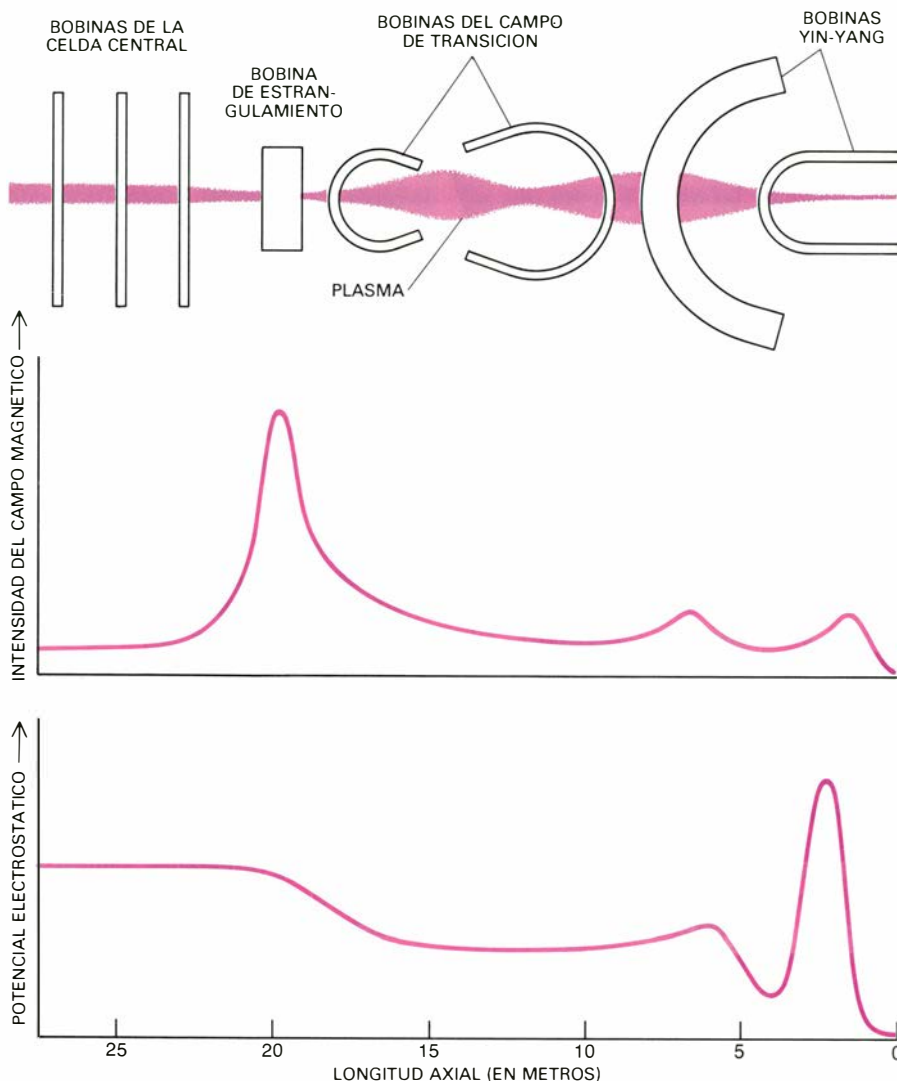 BOBINAS DE LA
CELDA CENTRAL
BOBINA
DE ESTRAN-
GULAMIENTO
BOBINAS DEL CAMPO
DE TRANSICION
BOBINAS
YIN-YANG
PLASMA
INTENSIDAD DEL CAMPO MAGNETICO
POTENCIAL ELECTROSTATICO
25 20 15 10 5 0
LONGITUD AXIAL (EN METROS)